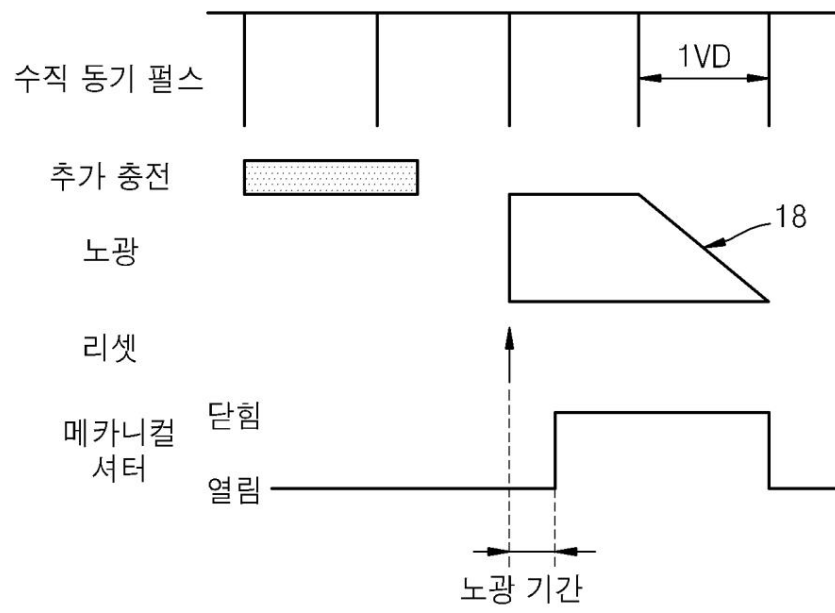 수직 동기 펄스
1VD
추가 충전
노광
18
리셋
메카니컬
셔터
닫힘
열림
노광 기간